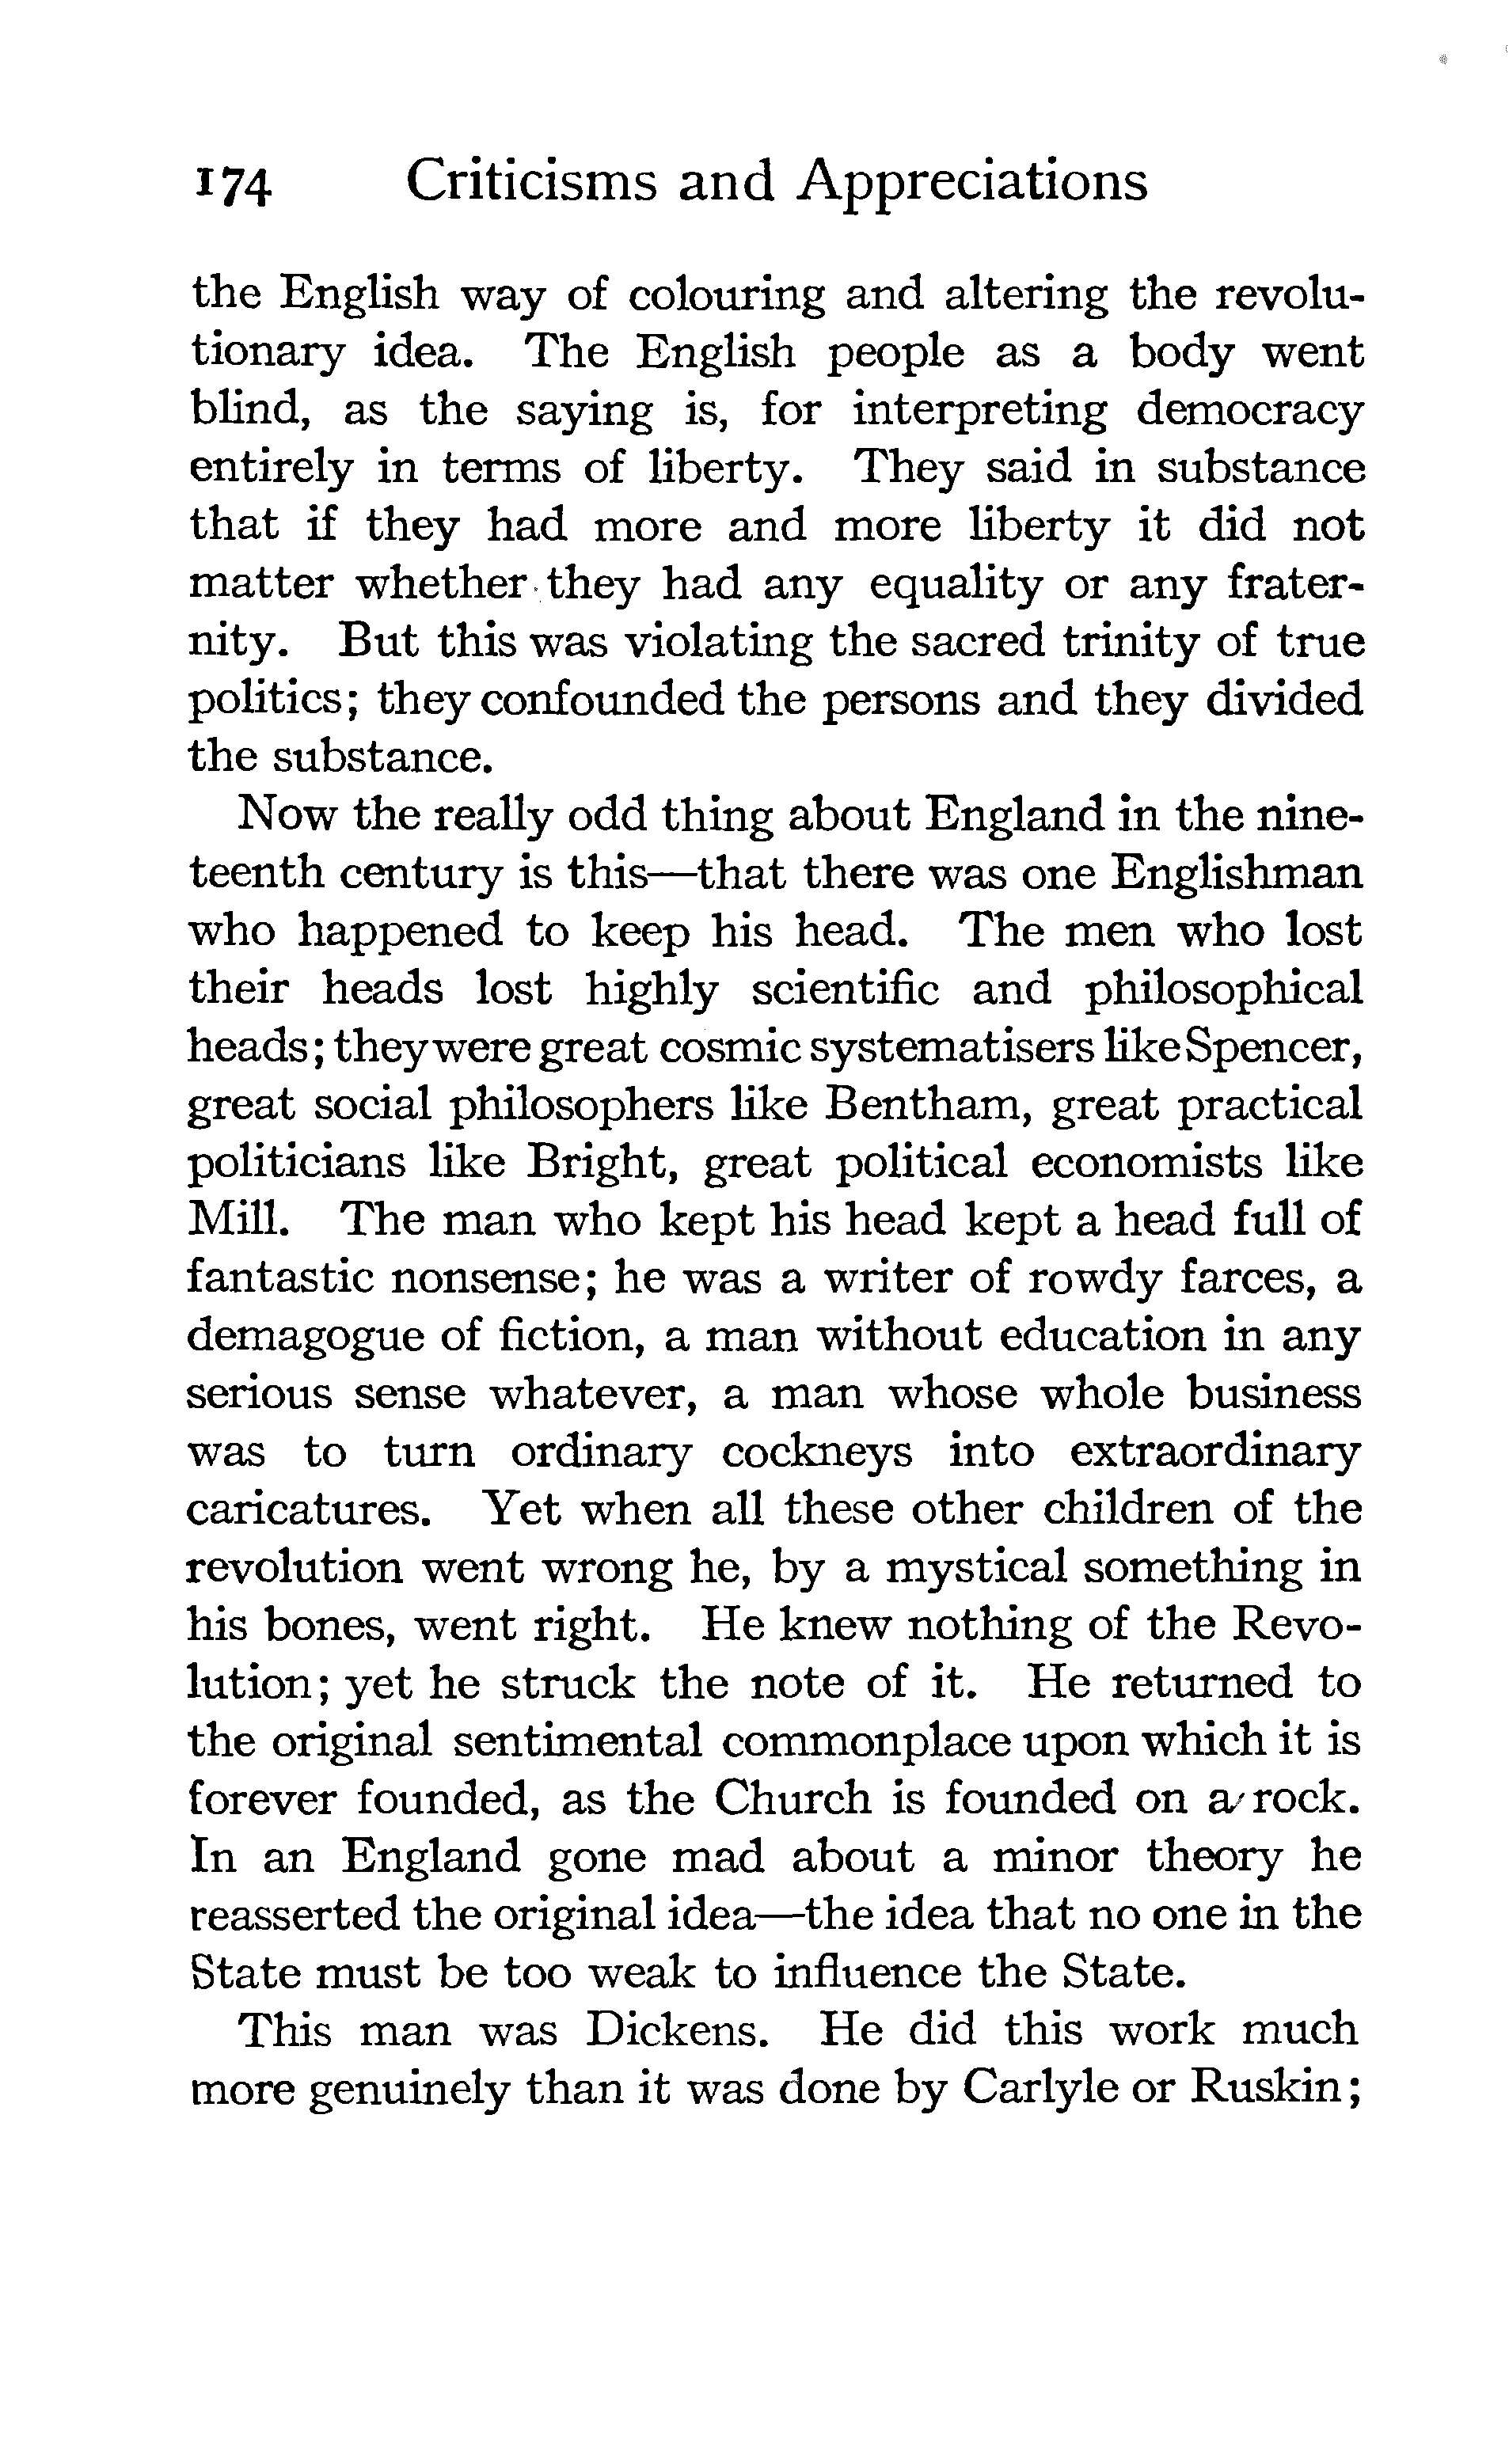 174 Criticisms and Appreciations
the English way of colouring and altering the revolu-
tionary idea. The English people as a body went
blind, as the saying is, for interpreting democracy
entirely in terms of liberty. They said in substance
that if they had more and more liberty it did not
matter whether they had any equality or any frater-
nity. But this was violating the sacred trinity of true
politics; they confounded the persons and they divided
the substance.
Now the really odd thing about England in the nine-
teenth century is this—that there was one Englishman
who happened to keep his head. The men who lost
their heads lost highly scientific and philosophical
heads; they were great cosmic systematisers like Spencer,
great social philosophers like Bentham, great practical
politicians like Bright, great political economists like
Mill. The man who kept his head kept a head full of
fantastic nonsense; he was a writer of rowdy farces, a
demagogue of fiction, a man without education in any
serious sense whatever, a man whose whole business
was to turn ordinary cockneys into extraordinary
caricatures. Yet when all these other children of the
revolution went wrong he, by a mystical something in
his bones, went right. He knew nothing of the Revo-
lution; yet he struck the note of it. He returned to
the original sentimental commonplace upon which it is
forever founded, as the Church is founded on a rock.
In an England gone mad about a minor theory he
reasserted the original idea—the idea that no one in the
State must be too weak to influence the State.
This man was Dickens. He did this work much
more genuinely than it was done by Carlyle or Ruskin;